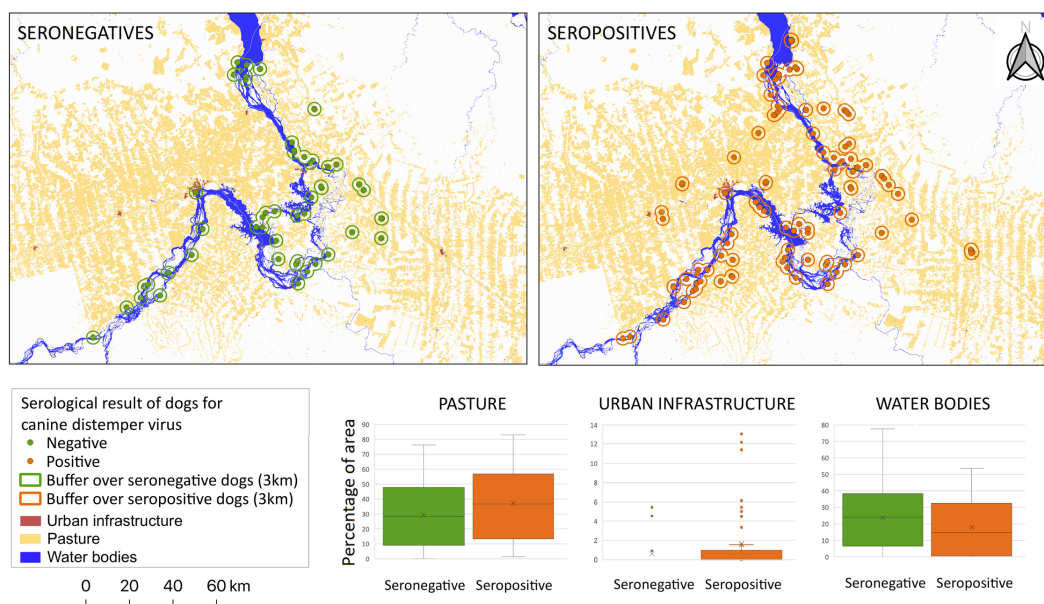 SERONEGATIVES
SEROPOSITIVES
N
Serological result of dogs for
canine distemper virus
Negative
Positive
Buffer over seronegative dogs (3km)
Buffer over seropositive dogs (3km)
Urban infrastructure
Pasture
Water bodies
0 20 40 60 km
PASTURE
Percentage of area
90
80
70
60
50
40
30
20
10
0
Seronegative Seropositive
URBAN INFRASTRUCTURE
14
12
10
8
6
4
2
0
Seronegative Seropositive
WATER BODIES
80
70
60
50
40
30
20
10
0
Seronegative Seropositive